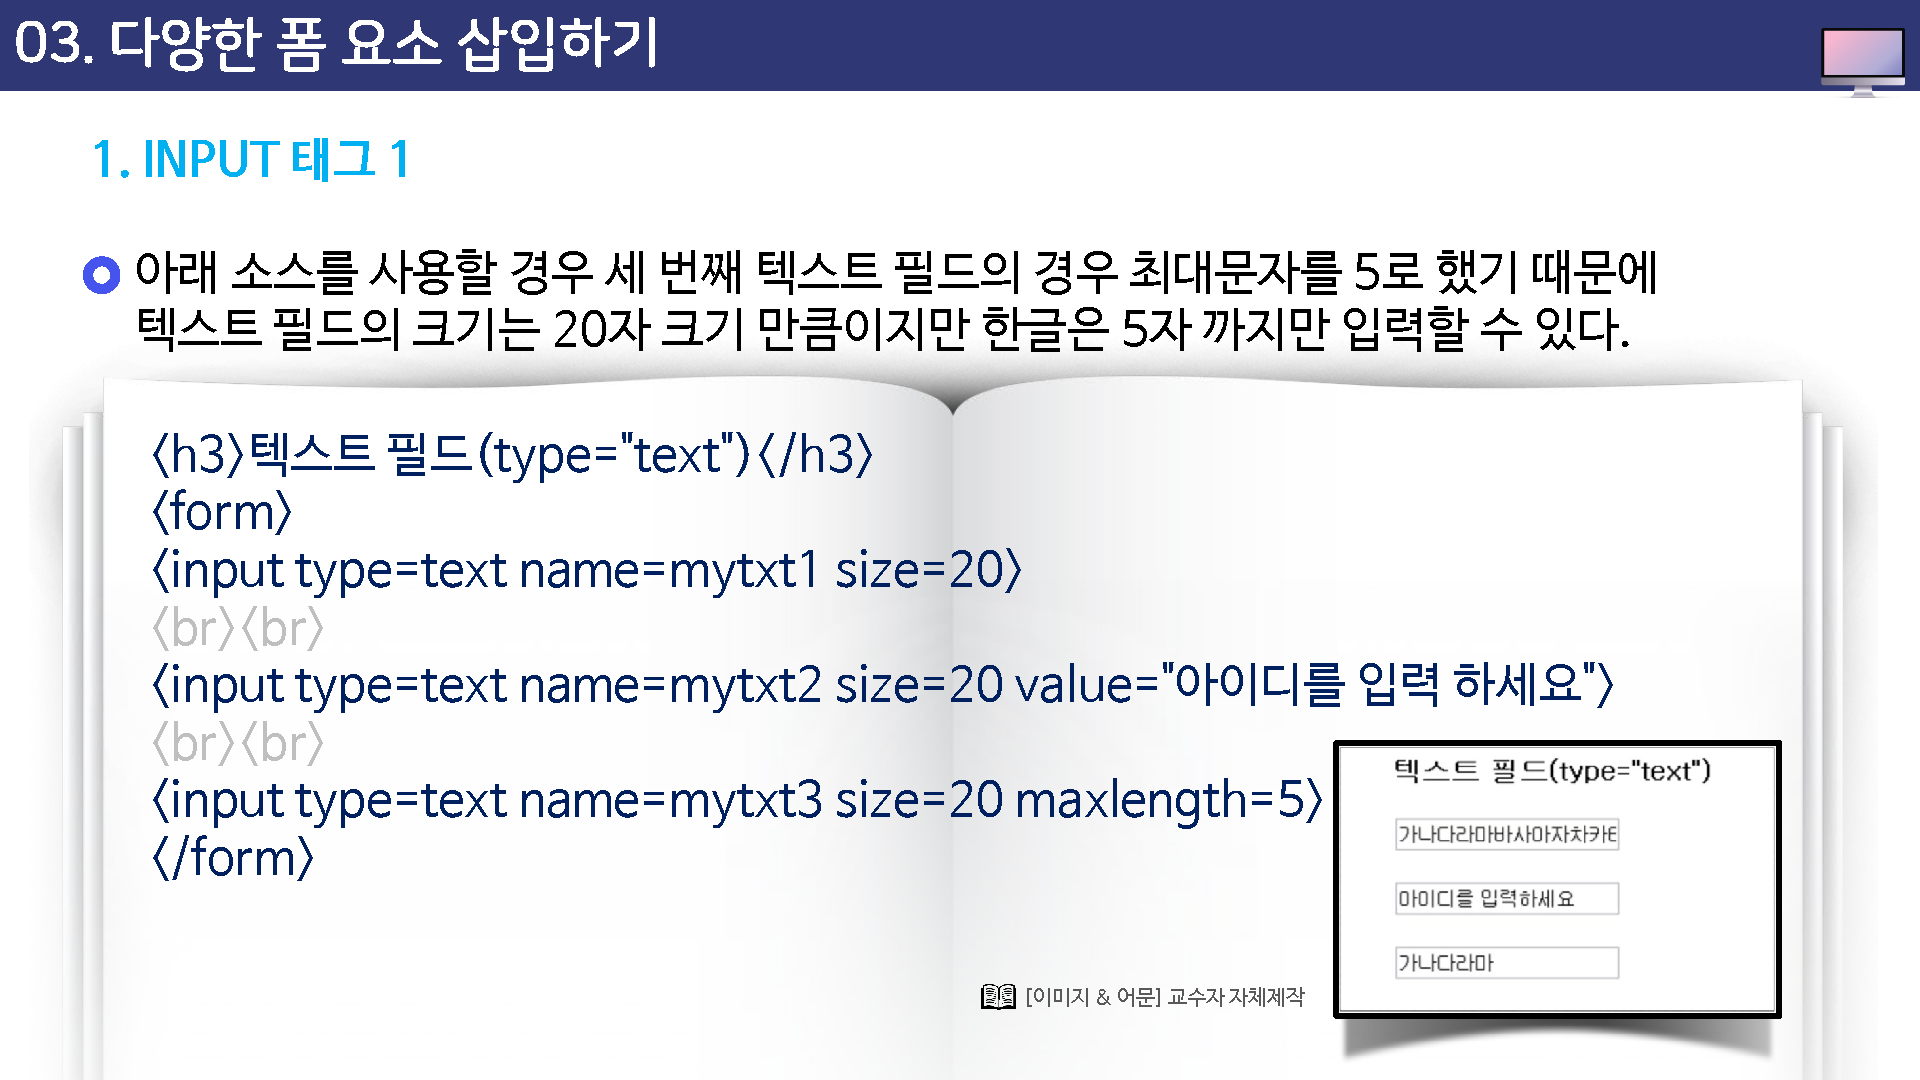 03. 다양한 폼 요소 삽입하기
1. INPUT 태그 1
아래 소스를 사용할 경우 세 번째 텍스트 필드의 경우 최대문자를 5로 했기 때문에
텍스트 필드의 크기는 20자 크기 만큼이지만 한글은 5자 까지만 입력할 수 있다.
<h3>텍스트 필드(type="text")</h3>
<form>
<input type=text name=mytxt1 size=20>
<br><br>
<input type=text name=mytxt2 size=20 value="아이디를 입력 하세요">
<br><br>
<input type=text name=mytxt3 size=20 maxlength=5>
</form>
텍스트 필드(type="text")
가나다라마바사아자차카
아이디를 입력하세요
가나다라마
[이미지 & 어문] 교수자 자체제작